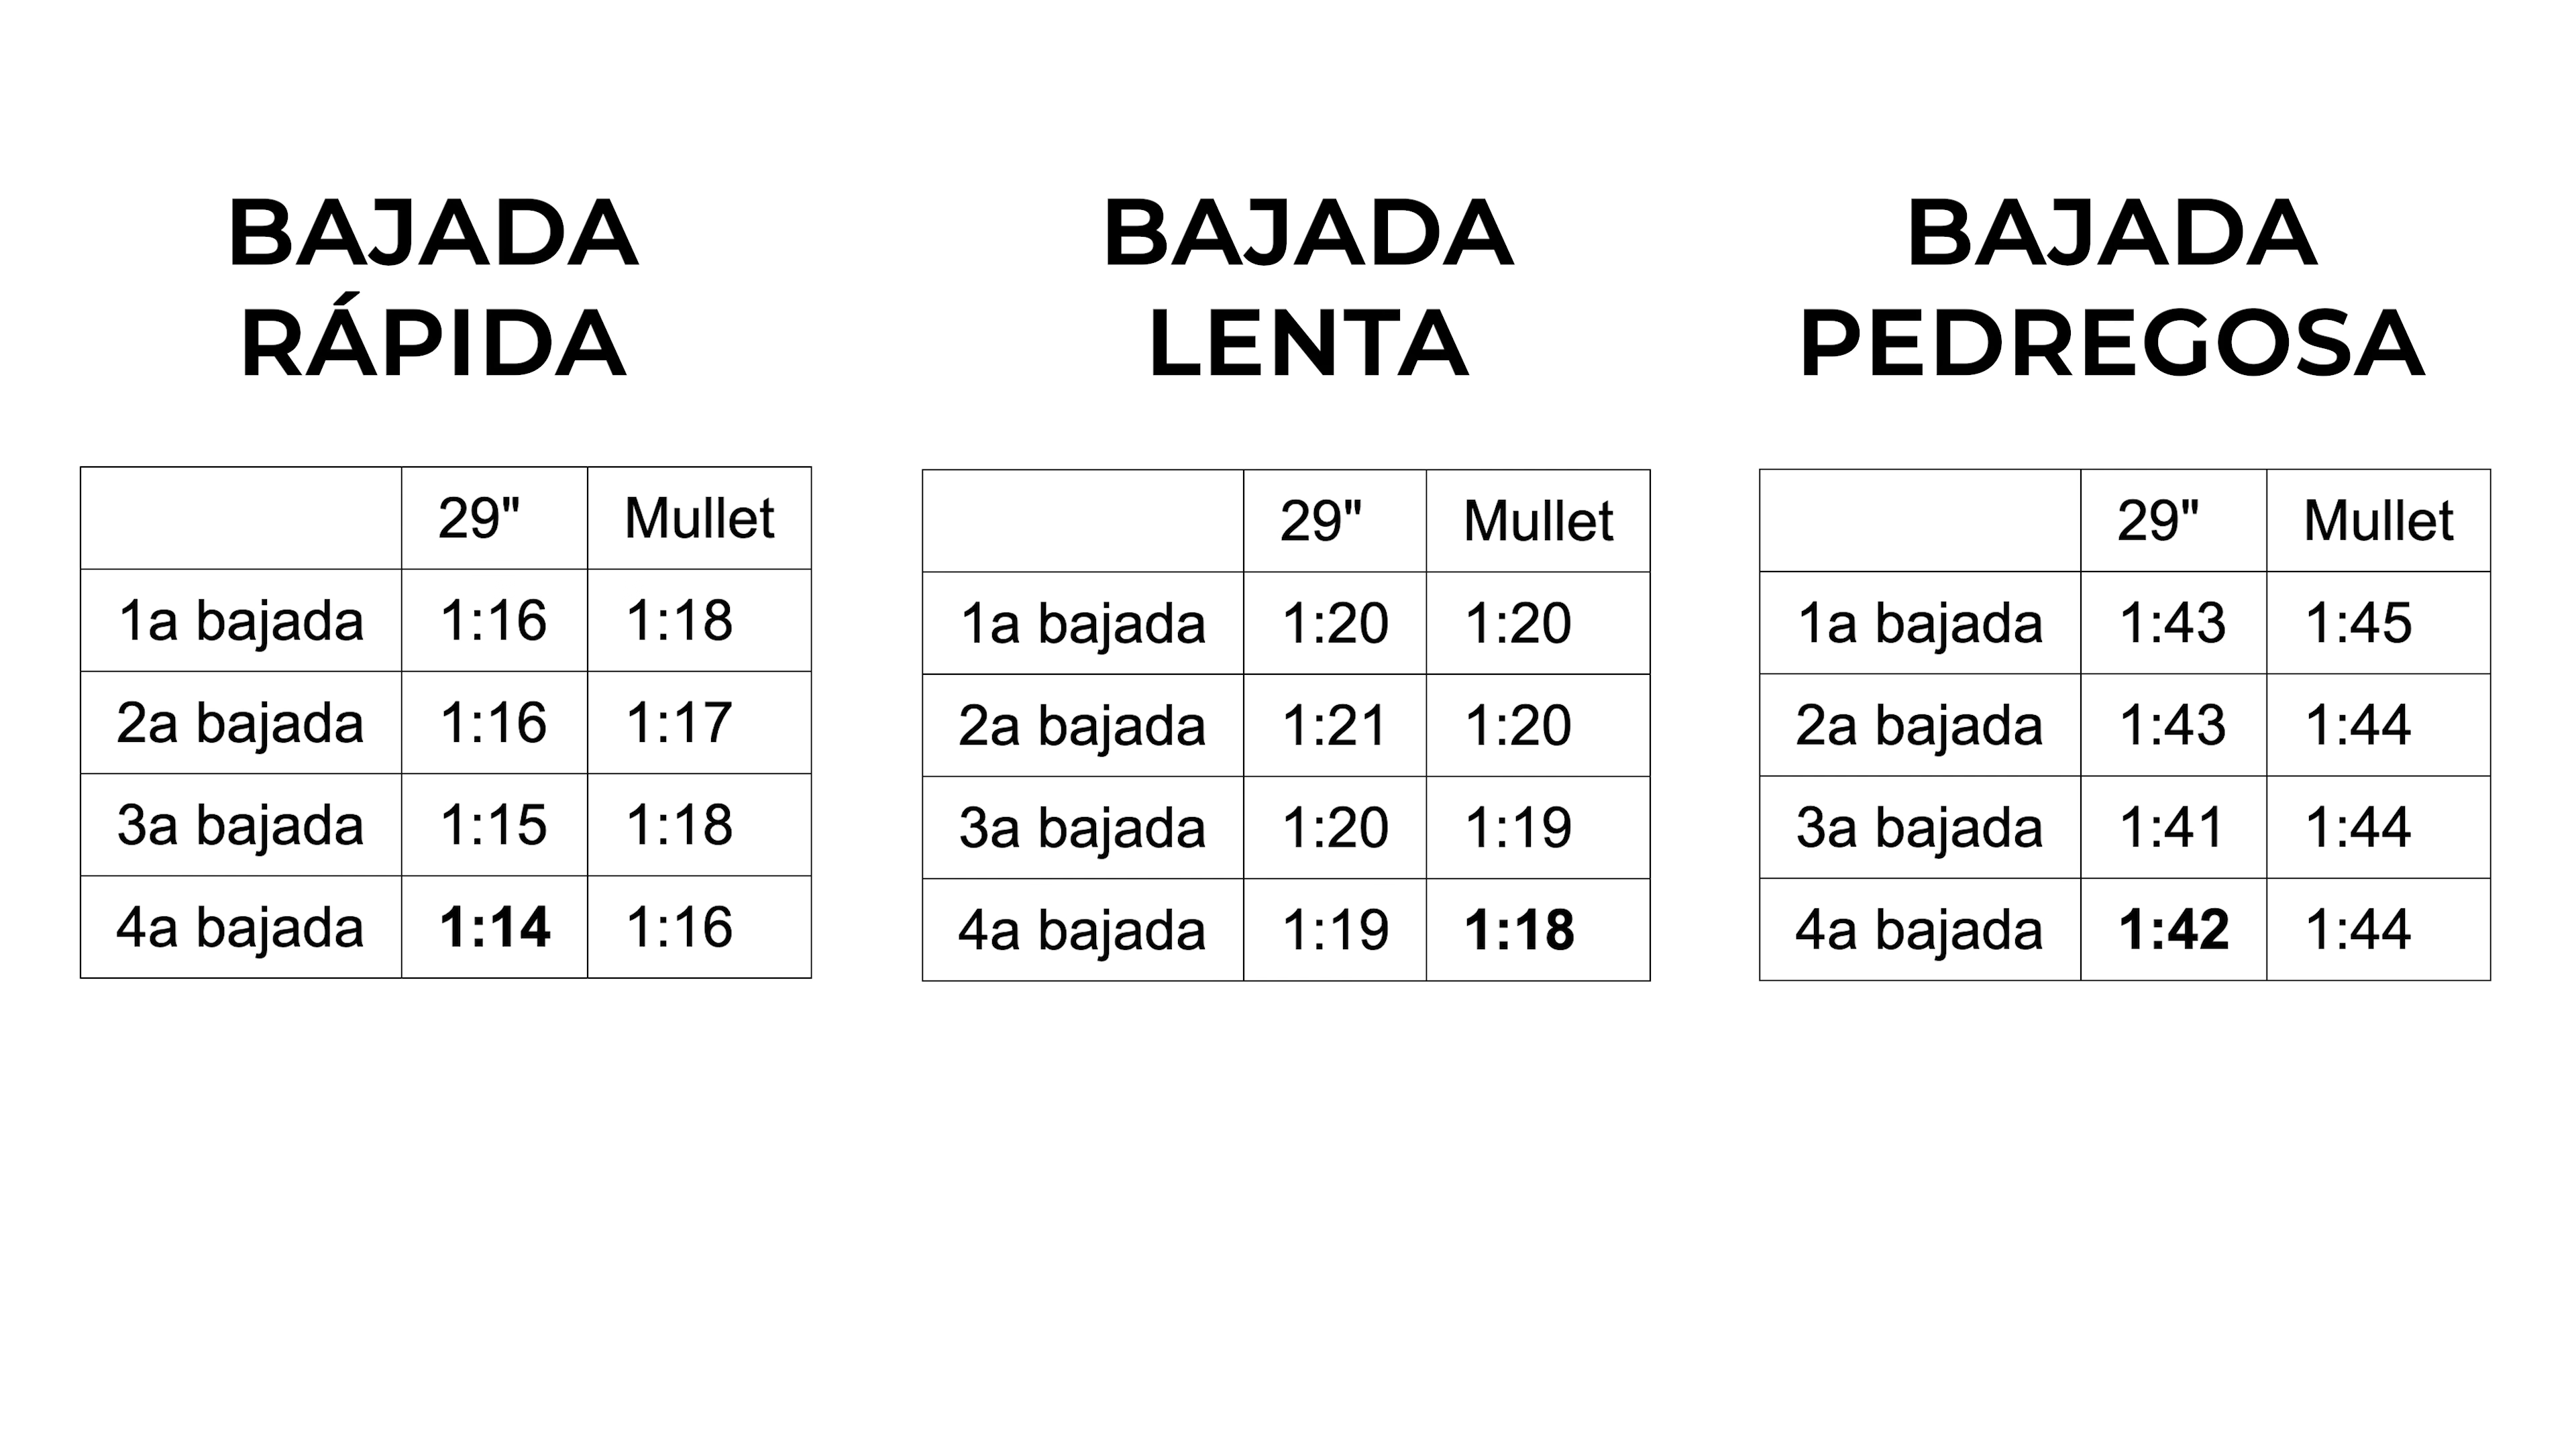 BAJADA
RÁPIDA
29" Mullet
1a bajada 1:16 1:18
2a bajada 1:16 1:17
3a bajada 1:15 1:18
4a bajada 1:14 1:16
BAJADA
LENTA
29" Mullet
1a bajada 1:20 1:20
2a bajada 1:21 1:20
3a bajada 1:20 1:19
4a bajada 1:19 1:18
BAJADA
PEDREGOSA
29" Mullet
1a bajada 1:43 1:45
2a bajada 1:43 1:44
3a bajada 1:41 1:44
4a bajada 1:42 1:44